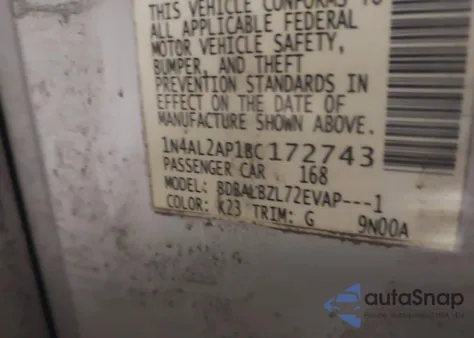 THIS VEHICLE CONFORMS TO
ALL APPLICABLE FEDERAL
MOTOR VEHICLE SAFETY,
BUMPER, AND THEFT
PREVENTION STANDARDS IN
EFFECT ON THE DATE OF
MANUFACTURE SHOWN ABOVE.
1N4AL2AP1BC172743
PASSENGER CAR 168
MODEL: BDBALBZL72EVAP---1
COLOR: K23 TRIM: G 9N00A
autaSnap